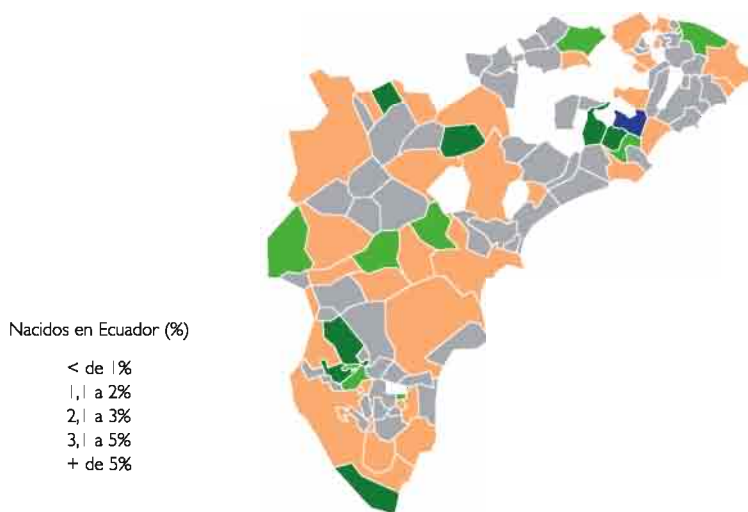 Nacidos en Ecuador (%)
< de 1%
1,1 a 2%
2,1 a 3%
3,1 a 5%
+ de 5%